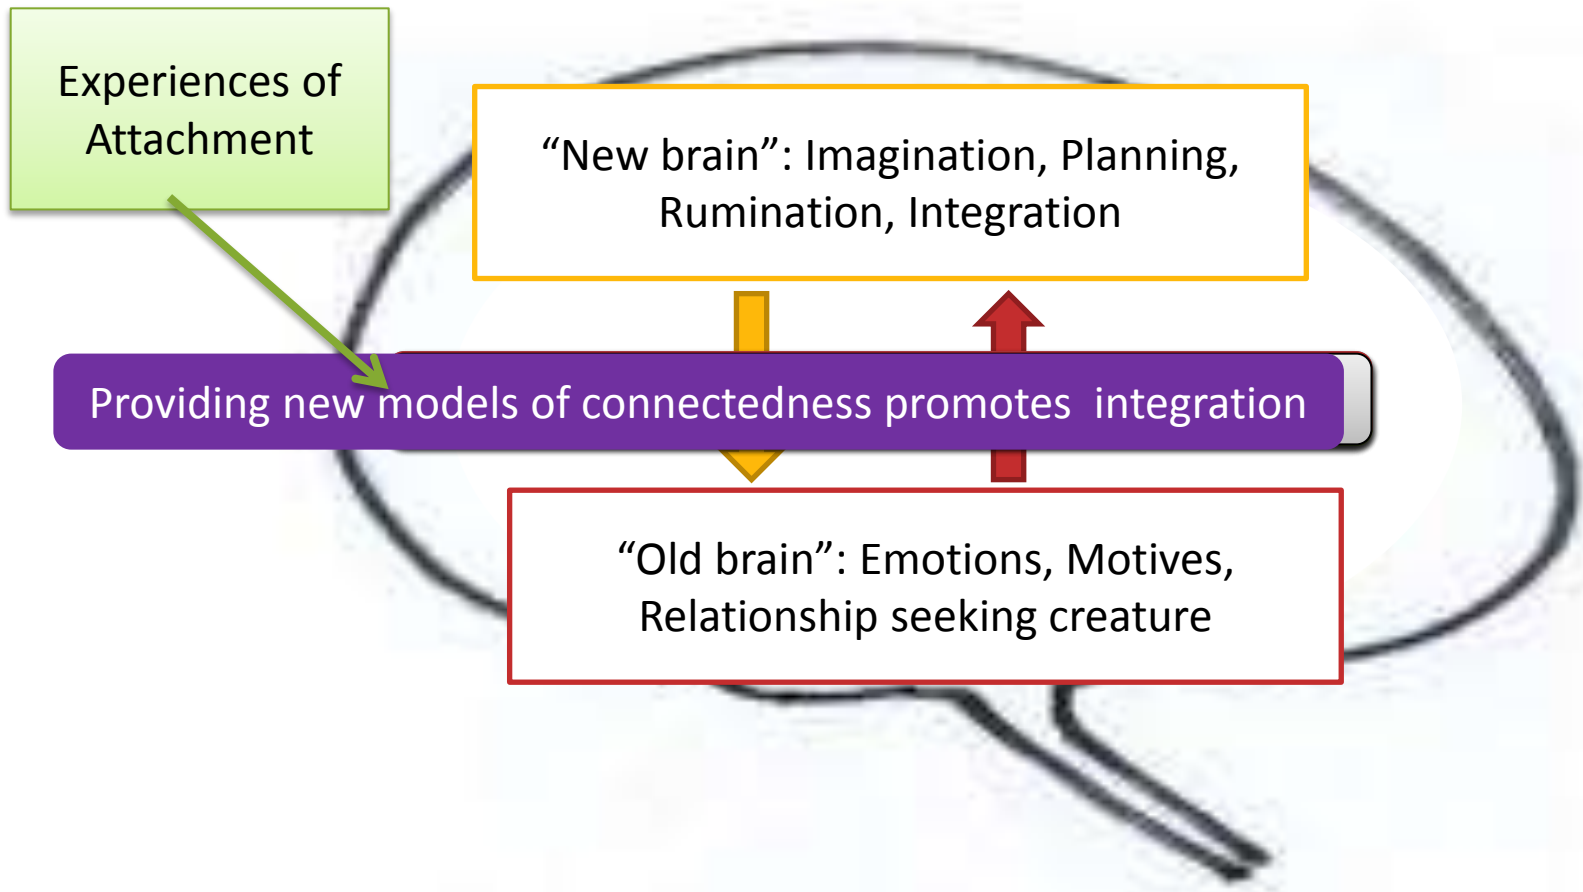 Experiences of
Attachment
“New brain”: Imagination, Planning,
Rumination, Integration
Providing new models of connectedness promotes  integration
“Old brain”: Emotions, Motives,
Relationship seeking creature